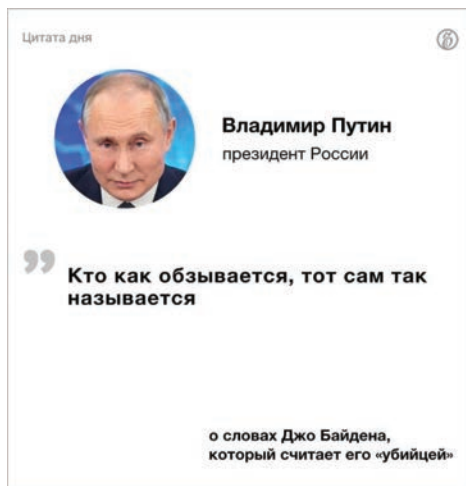 Цитата дня
Владимир Путин
президент России
” Кто как обзывается, тот сам так
называется
о словах Джо Байдена,
который считает его «убийцей»